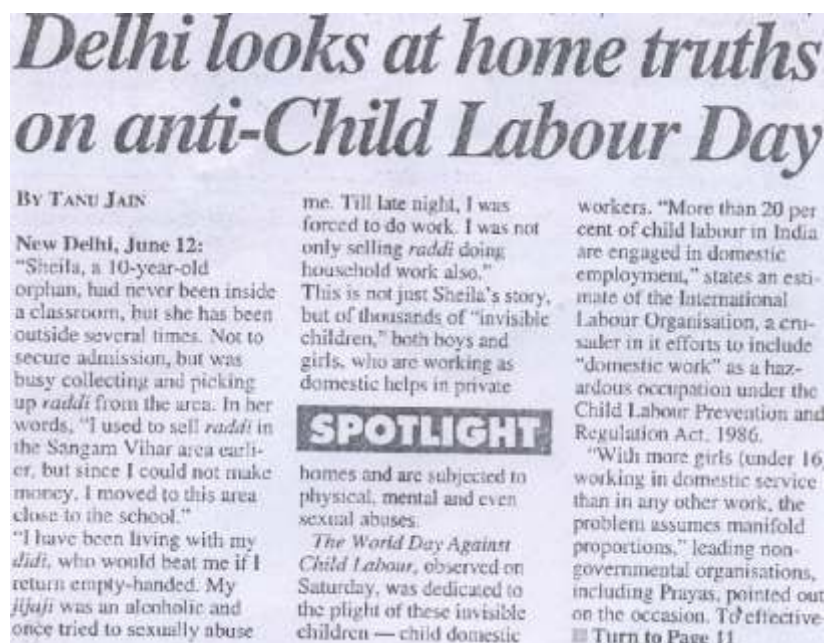 Delhi looks at home truths
on anti-Child Labour Day
BY TANU JAIN
New Delhi, June 12:
"Sheila, a 10-year-old
orphan, had never been inside
a classroom, but she has been
outside several times. Not to
secure admission, but was
busy collecting and picking
up raddi from the area. In her
words, "I used to sell raddi in
the Sangam Vihar area earli-
er, but since I could not make
money, I moved to this area
close to the school."
"I have been living with my
didi, who would beat me if I
return empty-handed. My
jijaji was an alcoholic and
once tried to sexually abuse
me. Till late night, I was
forced to do work. I was not
only selling raddi doing
household work also."
This is not just Sheila's story,
but of thousands of "invisible
children," both boys and
girls, who are working as
domestic helps in private
SPOTLIGHT
homes and are subjected to
physical, mental and even
sexual abuses.
The World Day Against
Child Labour, observed on
Saturday, was dedicated to
the plight of these invisible
children — child domestic
workers. "More than 20 per
cent of child labour in India
are engaged in domestic
employment," states an esti-
mate of the International
Labour Organisation, a cru-
sader in it efforts to include
"domestic work" as a haz-
ardous occupation under the
Child Labour Prevention and
Regulation Act, 1986.
"With more girls (under 16)
working in domestic service
than in any other work, the
problem assumes manifold
proportions," leading non-
governmental organisations,
including Prayas, pointed out
on the occasion. To effective-
Turn to Page 11